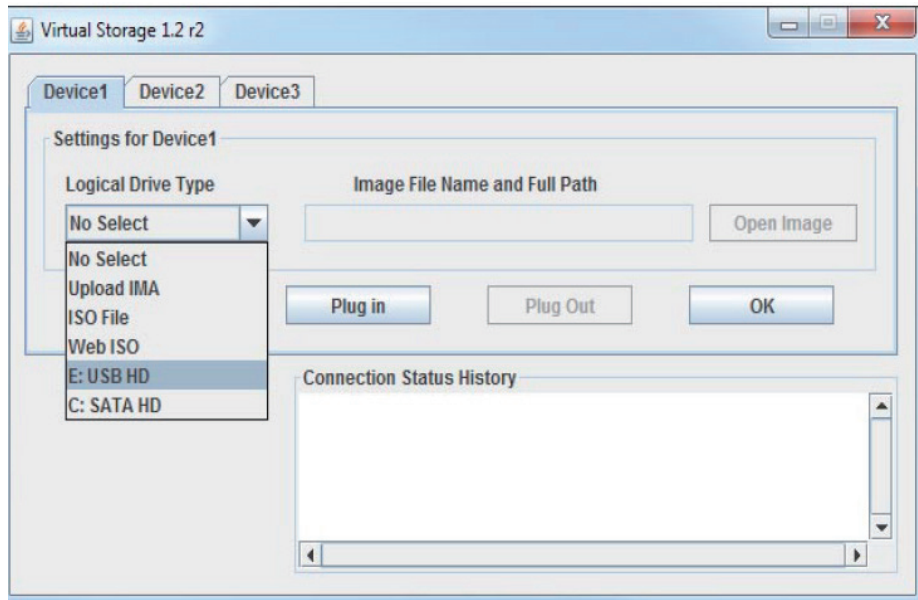 Virtual Storage 1.2 r2
Device1 Device2 Device3
Settings for Device1
Logical Drive Type Image File Name and Full Path
No Select Open Image
No Select
Upload IMA
ISO File
Web ISO
E: USB HD
C: SATA HD
Plug in Plug Out OK
Connection Status History